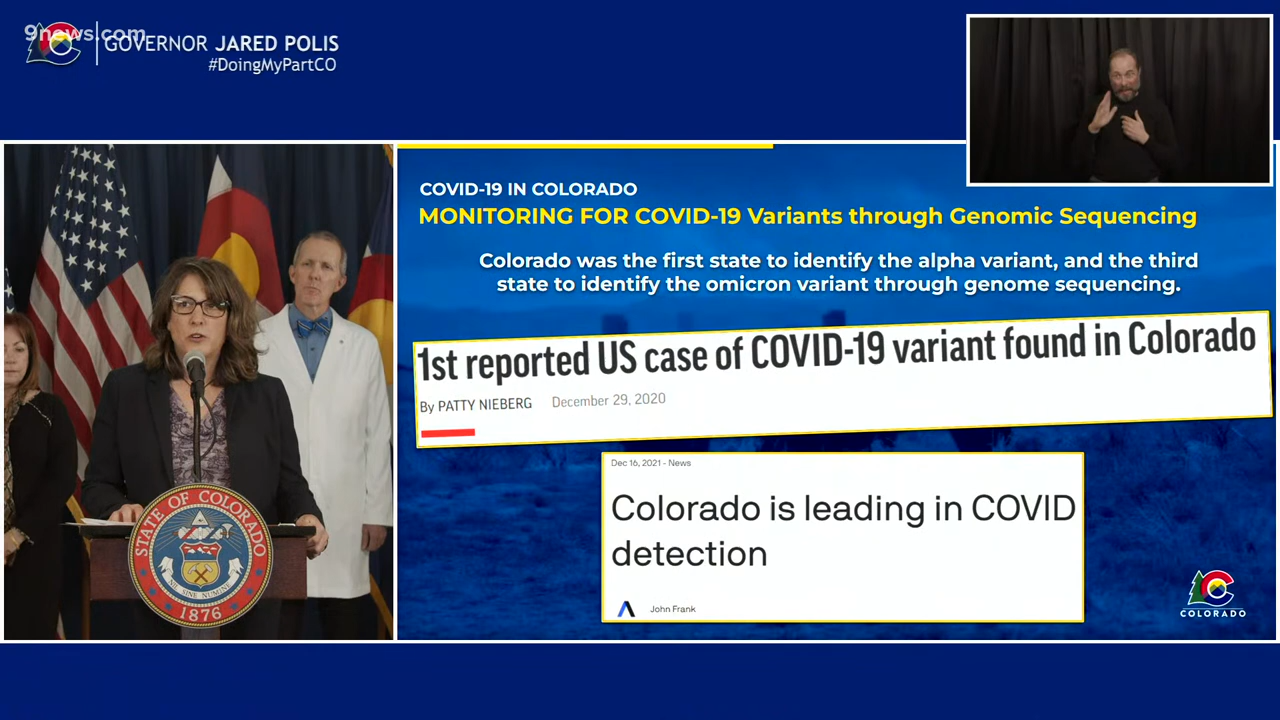 9news.com
GOVERNOR JARED POLIS
#DoingMyPartCO
COVID-19 IN COLORADO
MONITORING FOR COVID-19 Variants through Genomic Sequencing
Colorado was the first state to identify the alpha variant, and the third
state to identify the omicron variant through genome sequencing.
1st reported US case of COVID-19 variant found in Colorado
By PATTY NIEBERG December 29, 2020
Dec 16, 2021 - News
Colorado is leading in COVID
detection
John Frank
COLORADO
STATE OF COLORADO
NIL SINE NUMINE
1876